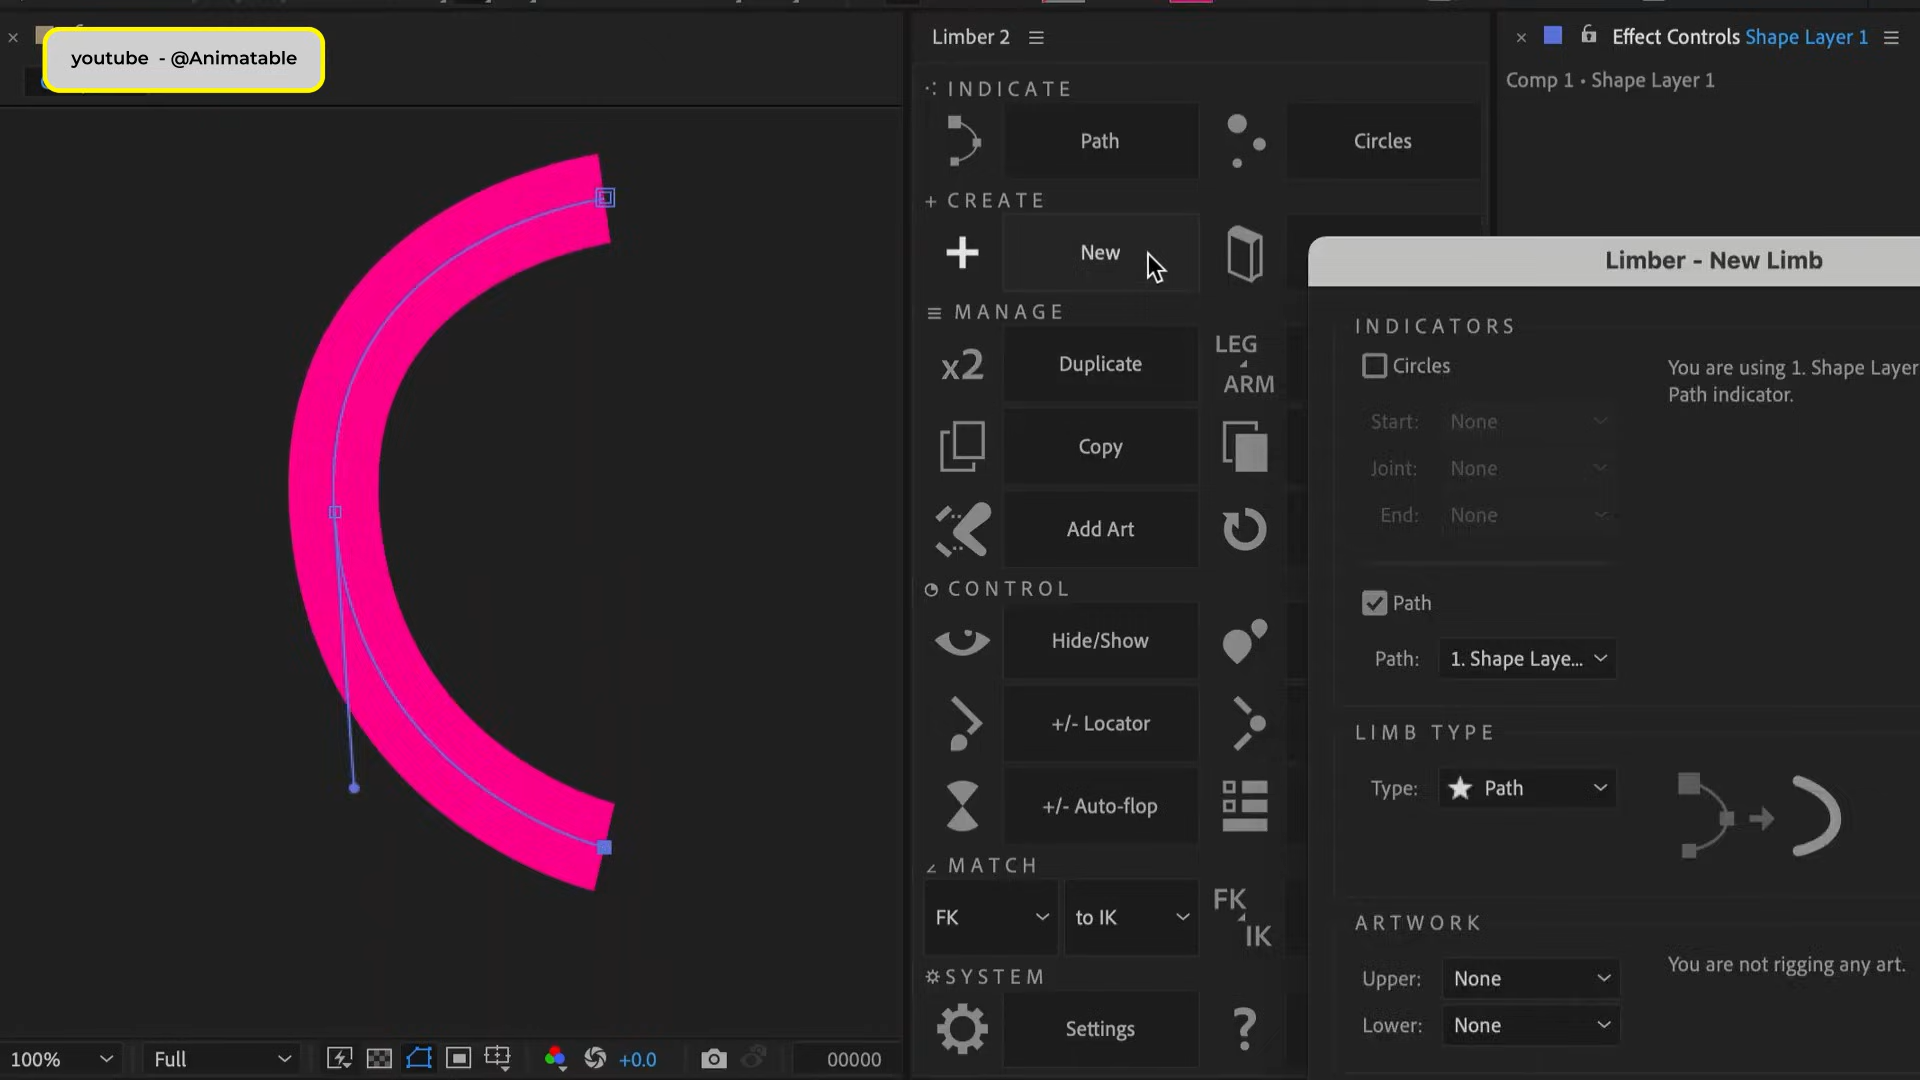 youtube - @Animatable
Limber 2
Effect Controls Shape Layer 1
Comp 1 • Shape Layer 1
INDICATE
Path
Circles
+ CREATE
New
MANAGE
x2
Duplicate
LEG
ARM
Copy
Add Art
CONTROL
Hide/Show
+/- Locator
+/- Auto-flop
MATCH
FK
to IK
FK
IK
SYSTEM
Settings
?
Limber - New Limb
INDICATORS
Circles
You are using 1. Shape Layer
Path indicator.
Start: None
Joint: None
End: None
Path
Path: 1. Shape Laye...
LIMB TYPE
Type: Path
ARTWORK
Upper: None
You are not rigging any art.
Lower: None
100%
Full
+0.0
00000